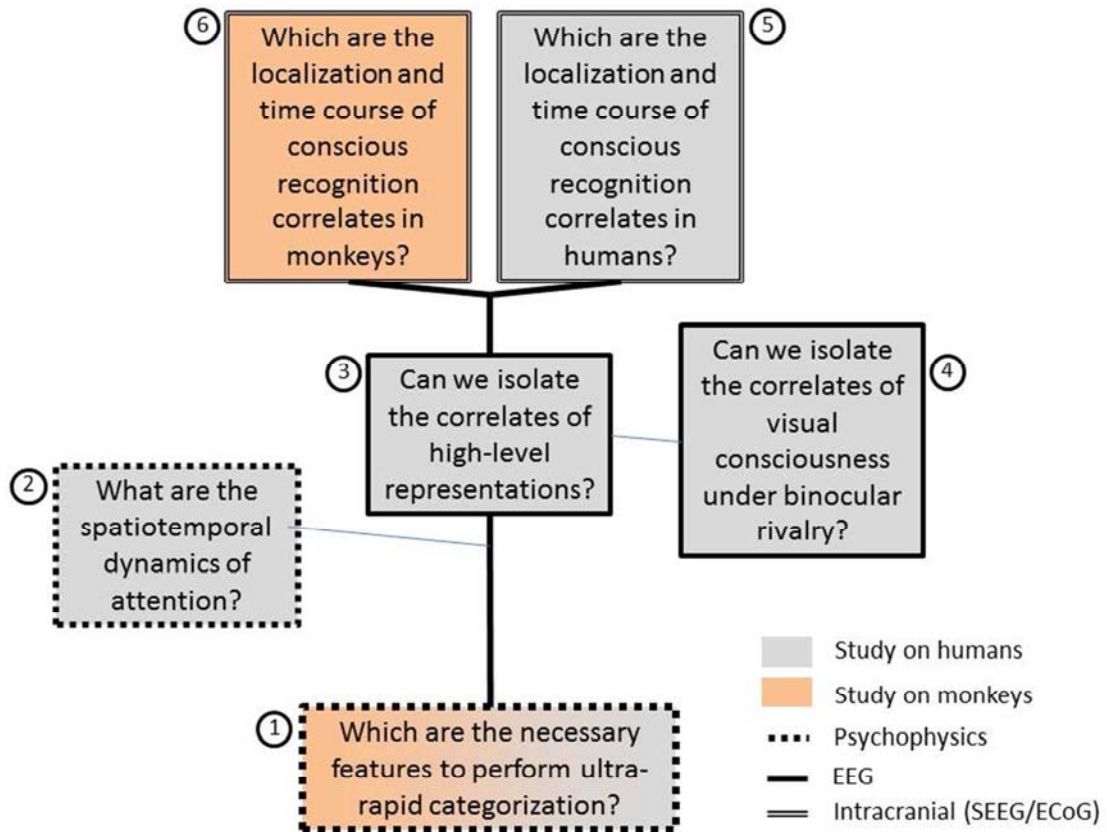 6
Which are the
localization and
time course of
conscious
recognition
correlates in
monkeys?
5
Which are the
localization and
time course of
conscious
recognition
correlates in
humans?
3
Can we isolate
the correlates of
high-level
representations?
4
Can we isolate
the correlates of
visual
consciousness
under binocular
rivalry?
2
What are the
spatiotemporal
dynamics of
attention?
1
Which are the necessary
features to perform ultra-
rapid categorization?
Study on humans
Study on monkeys
Psychophysics
EEG
Intracranial (SEEG/ECoG)